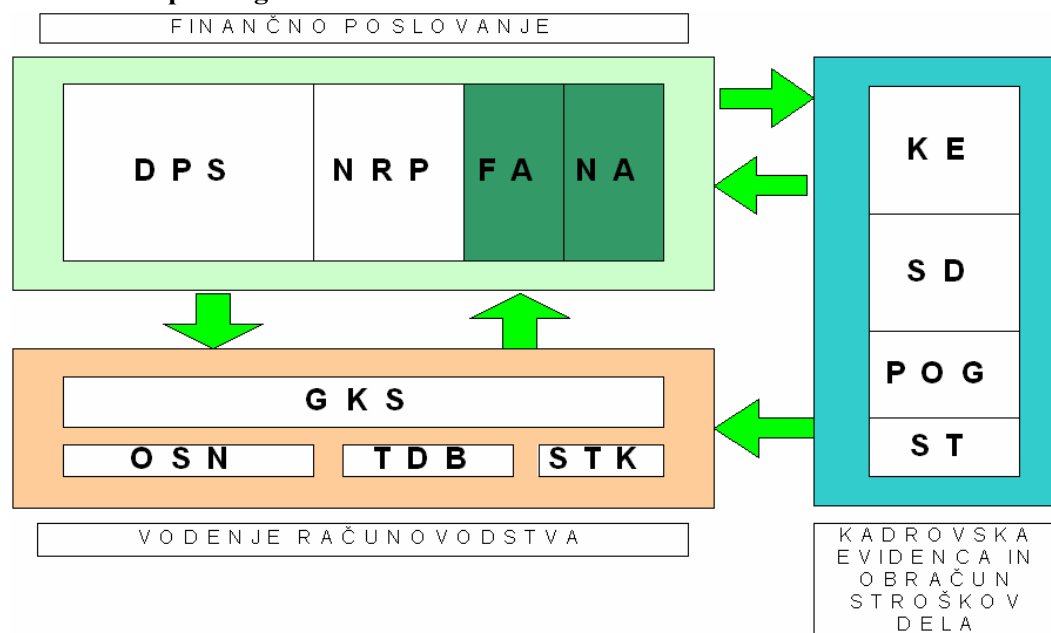 FINANČNO POSLOVANJE
DPS
NRP
FA
NA
GKS
OSN
TDB
STK
VODENJE RAČUNOVODSTVA
KE
SD
POG
ST
KADROVSKA
EVIDENCA IN
OBRAČUN
STROŠKOV
DELA